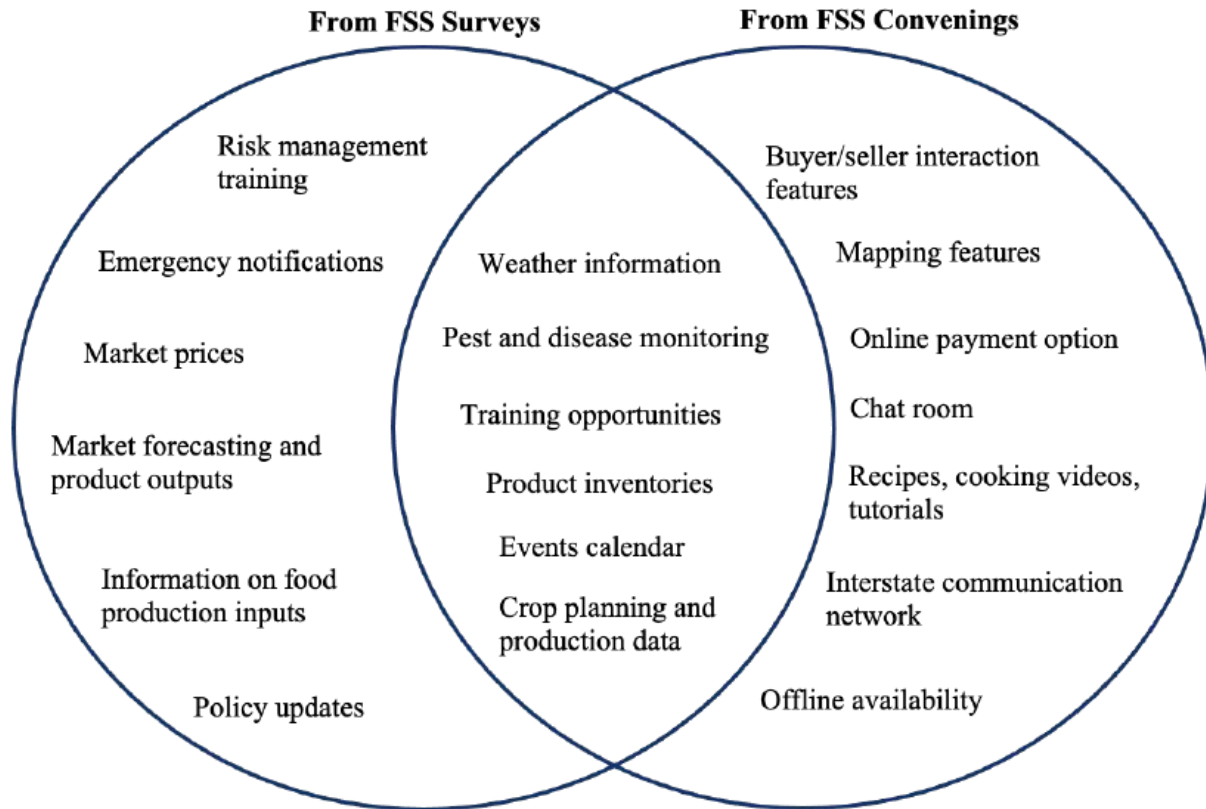 From FSS Surveys
From FSS Convenings
Risk management
training
Emergency notifications
Market prices
Market forecasting and
product outputs
Information on food
production inputs
Policy updates
Weather information
Pest and disease monitoring
Training opportunities
Product inventories
Events calendar
Crop planning and
production data
Buyer/seller interaction
features
Mapping features
Online payment option
Chat room
Recipes, cooking videos,
tutorials
Interstate communication
network
Offline availability